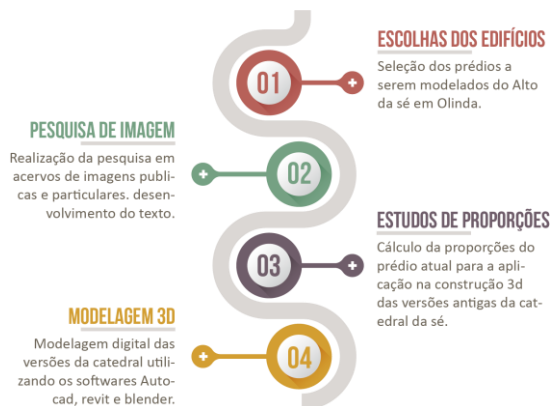 01
ESCOLHAS DOS EDIFÍCIOS
Seleção dos prédios a
serem modelados do Alto
da sé em Olinda.
PESQUISA DE IMAGEM
Realização da pesquisa em
acervos de imagens publi-
cas e particulares. desen-
volvimento do texto.
02
03
ESTUDOS DE PROPORÇÕES
Cálculo da proporções do
prédio atual para a apli-
cação na construção 3d
das versões antigas da cat-
edral da sé.
MODELAGEM 3D
Modelagem digital das
versões da catedral utili-
zando os softwares Auto-
cad, revit e blender.
04